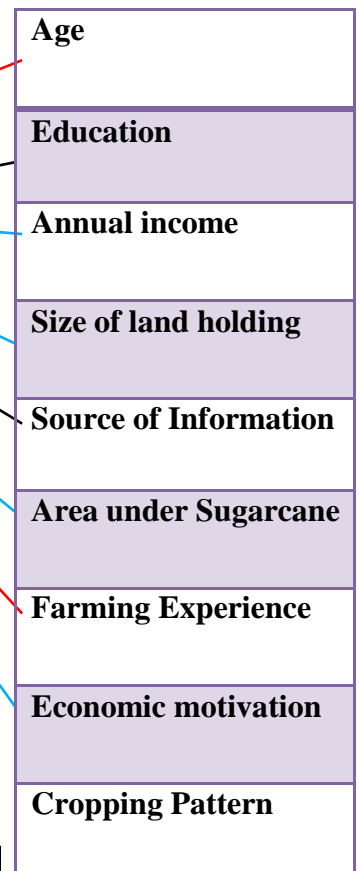 Age
Education
Annual income
Size of land holding
Source of Information
Area under Sugarcane
Farming Experience
Economic motivation
Cropping Pattern